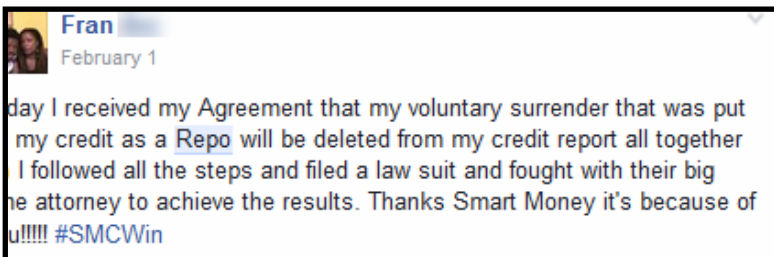 Fran
February 1
day I received my Agreement that my voluntary surrender that was put
my credit as a Repo will be deleted from my credit report all together
I followed all the steps and filed a law suit and fought with their big
attorney to achieve the results. Thanks Smart Money it's because of
u!!!!! #SMCWin